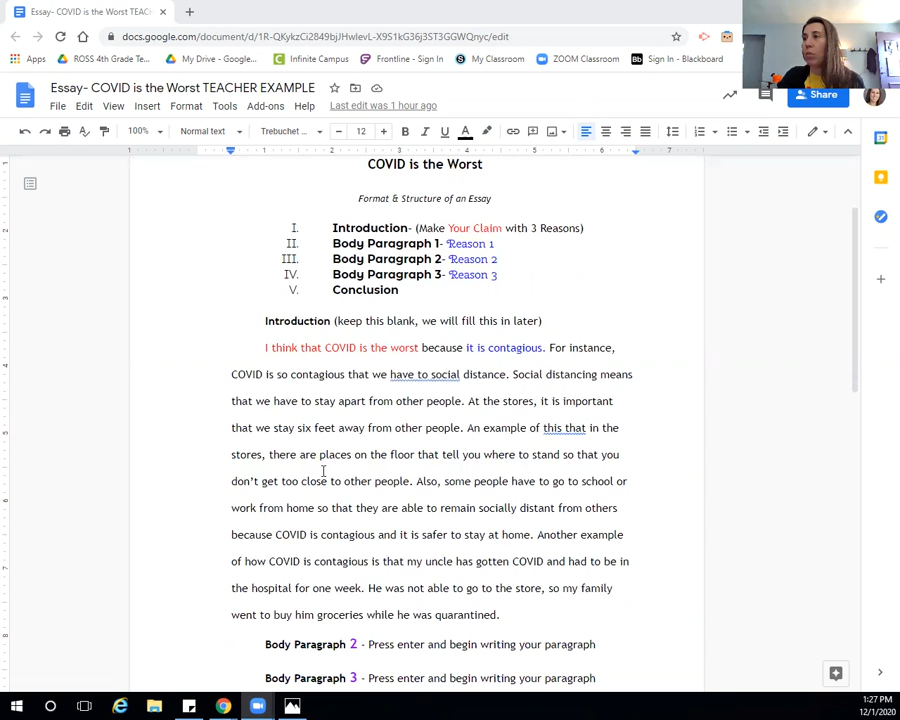 Essay- COVID is the Worst TEAC
docs.google.com/document/d/1R-QKykzCi2849bjJHwlevL-X9S1kG36j3ST3GGWQnyc/edit
Apps ROSS 4th Grade Te... My Drive - Google... Infinite Campus Frontline - Sign In My Classroom ZOOM Classroom Sign In - Blackboard
Essay- COVID is the Worst TEACHER EXAMPLE
File Edit View Insert Format Tools Add-ons Help Last edit was 1 hour ago
Share
100% Normal text Trebuchet ... 12
COVID is the Worst
Format & Structure of an Essay
I. Introduction- (Make Your Claim with 3 Reasons)
II. Body Paragraph 1- Reason 1
III. Body Paragraph 2- Reason 2
IV. Body Paragraph 3- Reason 3
V. Conclusion
Introduction (keep this blank, we will fill this in later)
I think that COVID is the worst because it is contagious. For instance,
COVID is so contagious that we have to social distance. Social distancing means
that we have to stay apart from other people. At the stores, it is important
that we stay six feet away from other people. An example of this that in the
stores, there are places on the floor that tell you where to stand so that you
don't get too close to other people. Also, some people have to go to school or
work from home so that they are able to remain socially distant from others
because COVID is contagious and it is safer to stay at home. Another example
of how COVID is contagious is that my uncle has gotten COVID and had to be in
the hospital for one week. He was not able to go to the store, so my family
went to buy him groceries while he was quarantined.
Body Paragraph 2 - Press enter and begin writing your paragraph
Body Paragraph 3 - Press enter and begin writing your paragraph
1:27 PM
12/1/2020